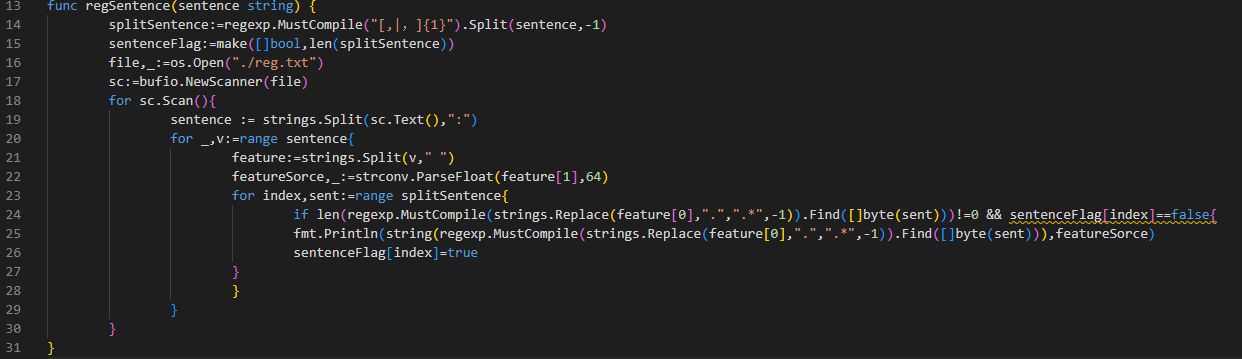 13 func regSentence(sentence string) {
14 splitSentence:=regexp.MustCompile("[,|，]{1}").Split(sentence,-1)
15 sentenceFlag:=make([]bool,len(splitSentence))
16 file,_:=os.Open("./reg.txt")
17 sc:=bufio.NewScanner(file)
18 for sc.Scan(){
19 sentence := strings.Split(sc.Text(),":")
20 for _,v:=range sentence{
21 feature:=strings.Split(v," ")
22 featureSorce,_:=strconv.ParseFloat(feature[1],64)
23 for index,sent:=range splitSentence{
24 if len(regexp.MustCompile(strings.Replace(feature[0],".",".*",-1)).Find([]byte(sent)))!=0 && sentenceFlag[index]==false{
25 fmt.Println(string(regexp.MustCompile(strings.Replace(feature[0],".",".*",-1)).Find([]byte(sent))),featureSorce)
26 sentenceFlag[index]=true
27 }
28 }
29 }
30 }
31 }